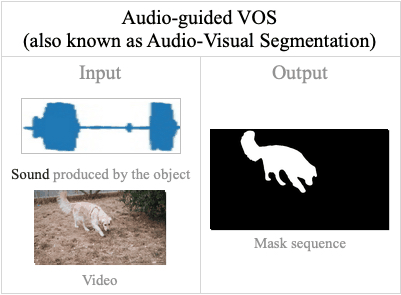 Audio-guided VOS
(also known as Audio-Visual Segmentation)
Input
Output
Sound produced by the object
Video
Mask sequence